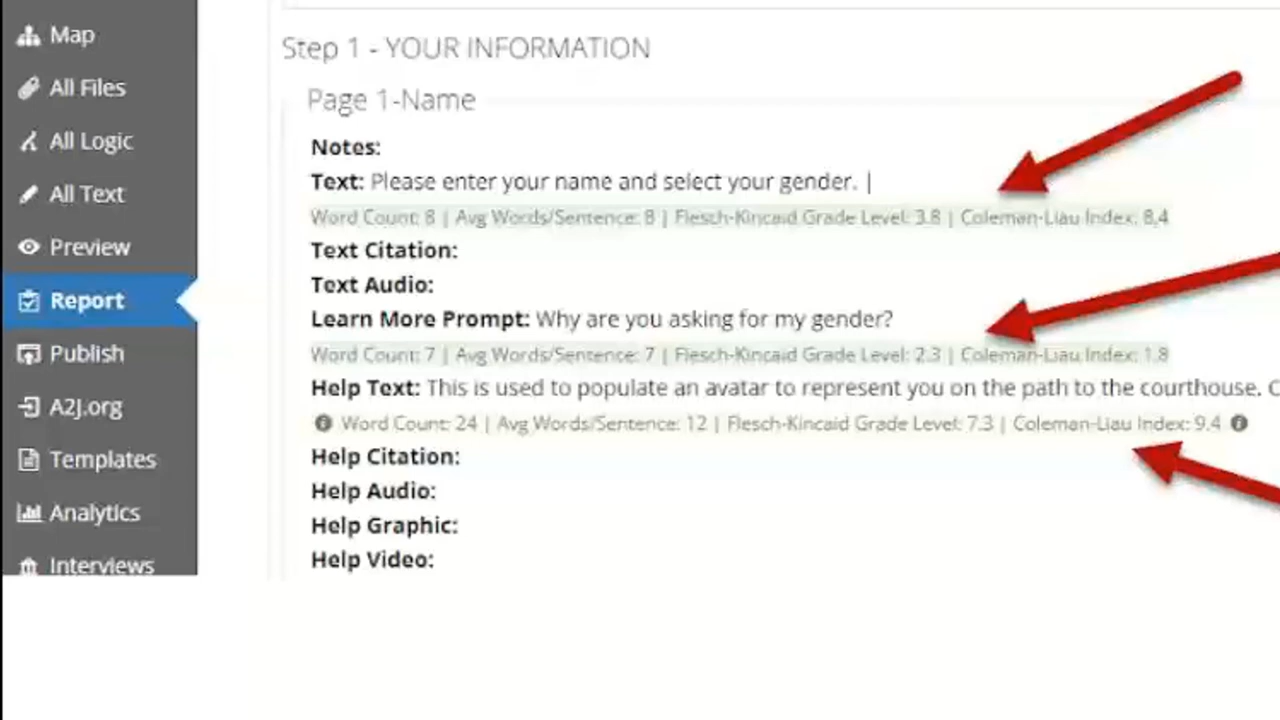 Map
All Files
All Logic
All Text
Preview
Report
Publish
A2J.org
Templates
Analytics
Interviews
Step 1 - YOUR INFORMATION
Page 1-Name
Notes:
Text: Please enter your name and select your gender. |
Word Count: 8 | Avg Words/Sentence: 8 | Flesch-Kincaid Grade Level: 3.8 | Coleman-Liau Index: 8.4
Text Citation:
Text Audio:
Learn More Prompt: Why are you asking for my gender?
Word Count: 7 | Avg Words/Sentence: 7 | Flesch-Kincaid Grade Level: 2.3 | Coleman-Liau Index: 1.8
Help Text: This is used to populate an avatar to represent you on the path to the courthouse.
Word Count: 24 | Avg Words/Sentence: 12 | Flesch-Kincaid Grade Level: 7.3 | Coleman-Liau Index: 9.4
Help Citation:
Help Audio:
Help Graphic:
Help Video: